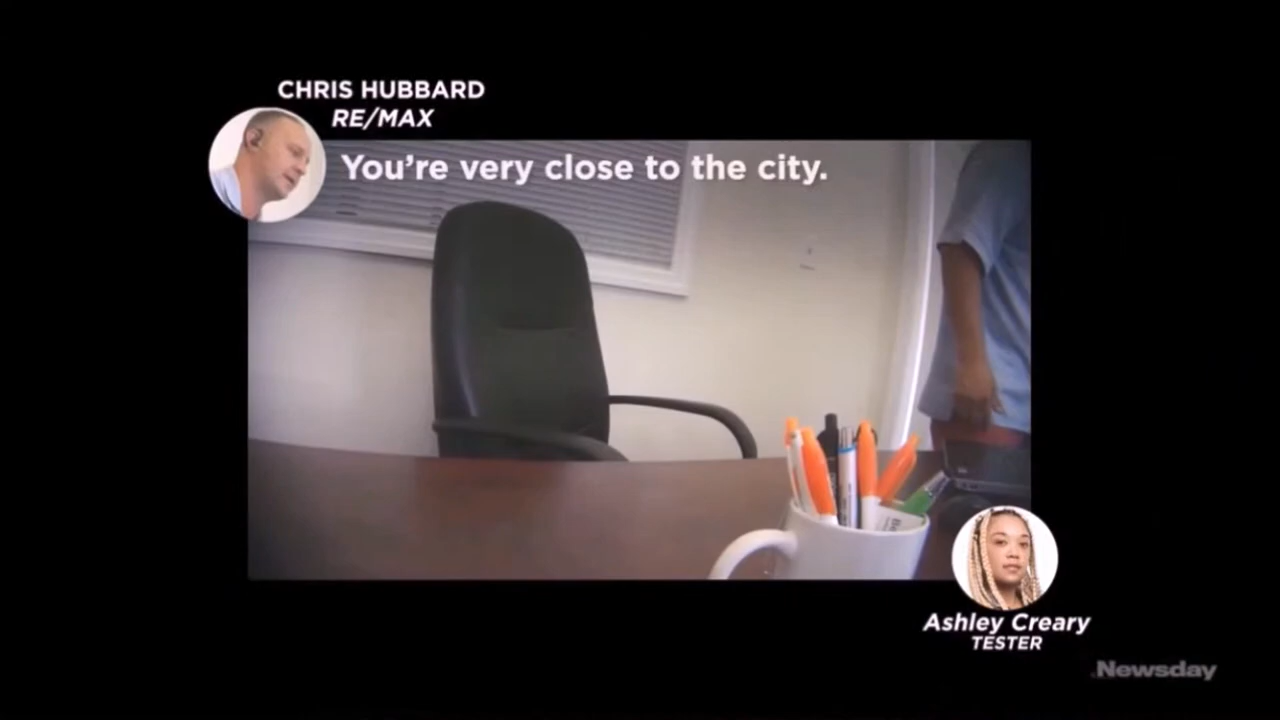 CHRIS HUBBARD
RE/MAX
You're very close to the city.
Ashley Creary
TESTER
Newsday